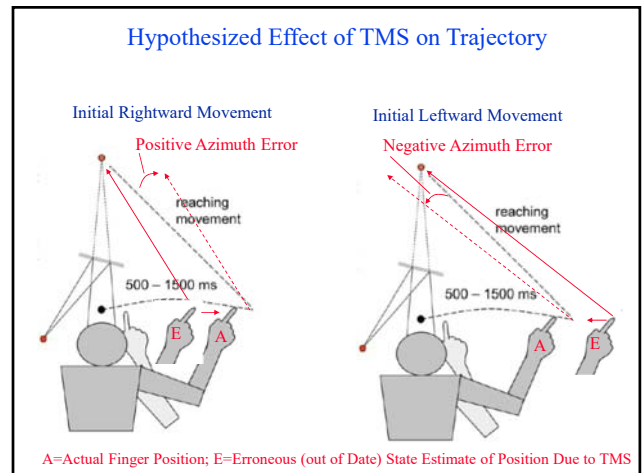 Hypothesized Effect of TMS on Trajectory
Initial Rightward Movement
Positive Azimuth Error
reaching
movement
500 – 1500 ms
E
A
Initial Leftward Movement
Negative Azimuth Error
reaching
movement
500 – 1500 ms
A
E
A=Actual Finger Position; E=Erroneous (out of Date) State Estimate of Position Due to TMS